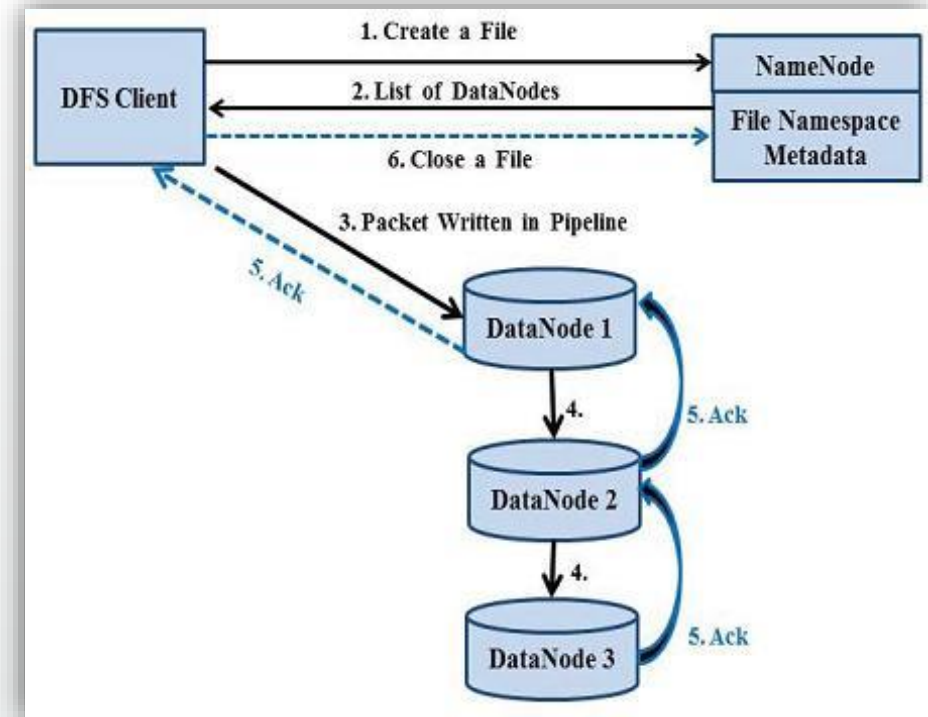 1. Create a File
DFS Client
NameNode
2. List of DataNodes
File Namespace
Metadata
6. Close a File
3. Packet Written in Pipeline
5. Ack
DataNode 1
4.
5. Ack
DataNode 2
4.
5. Ack
DataNode 3